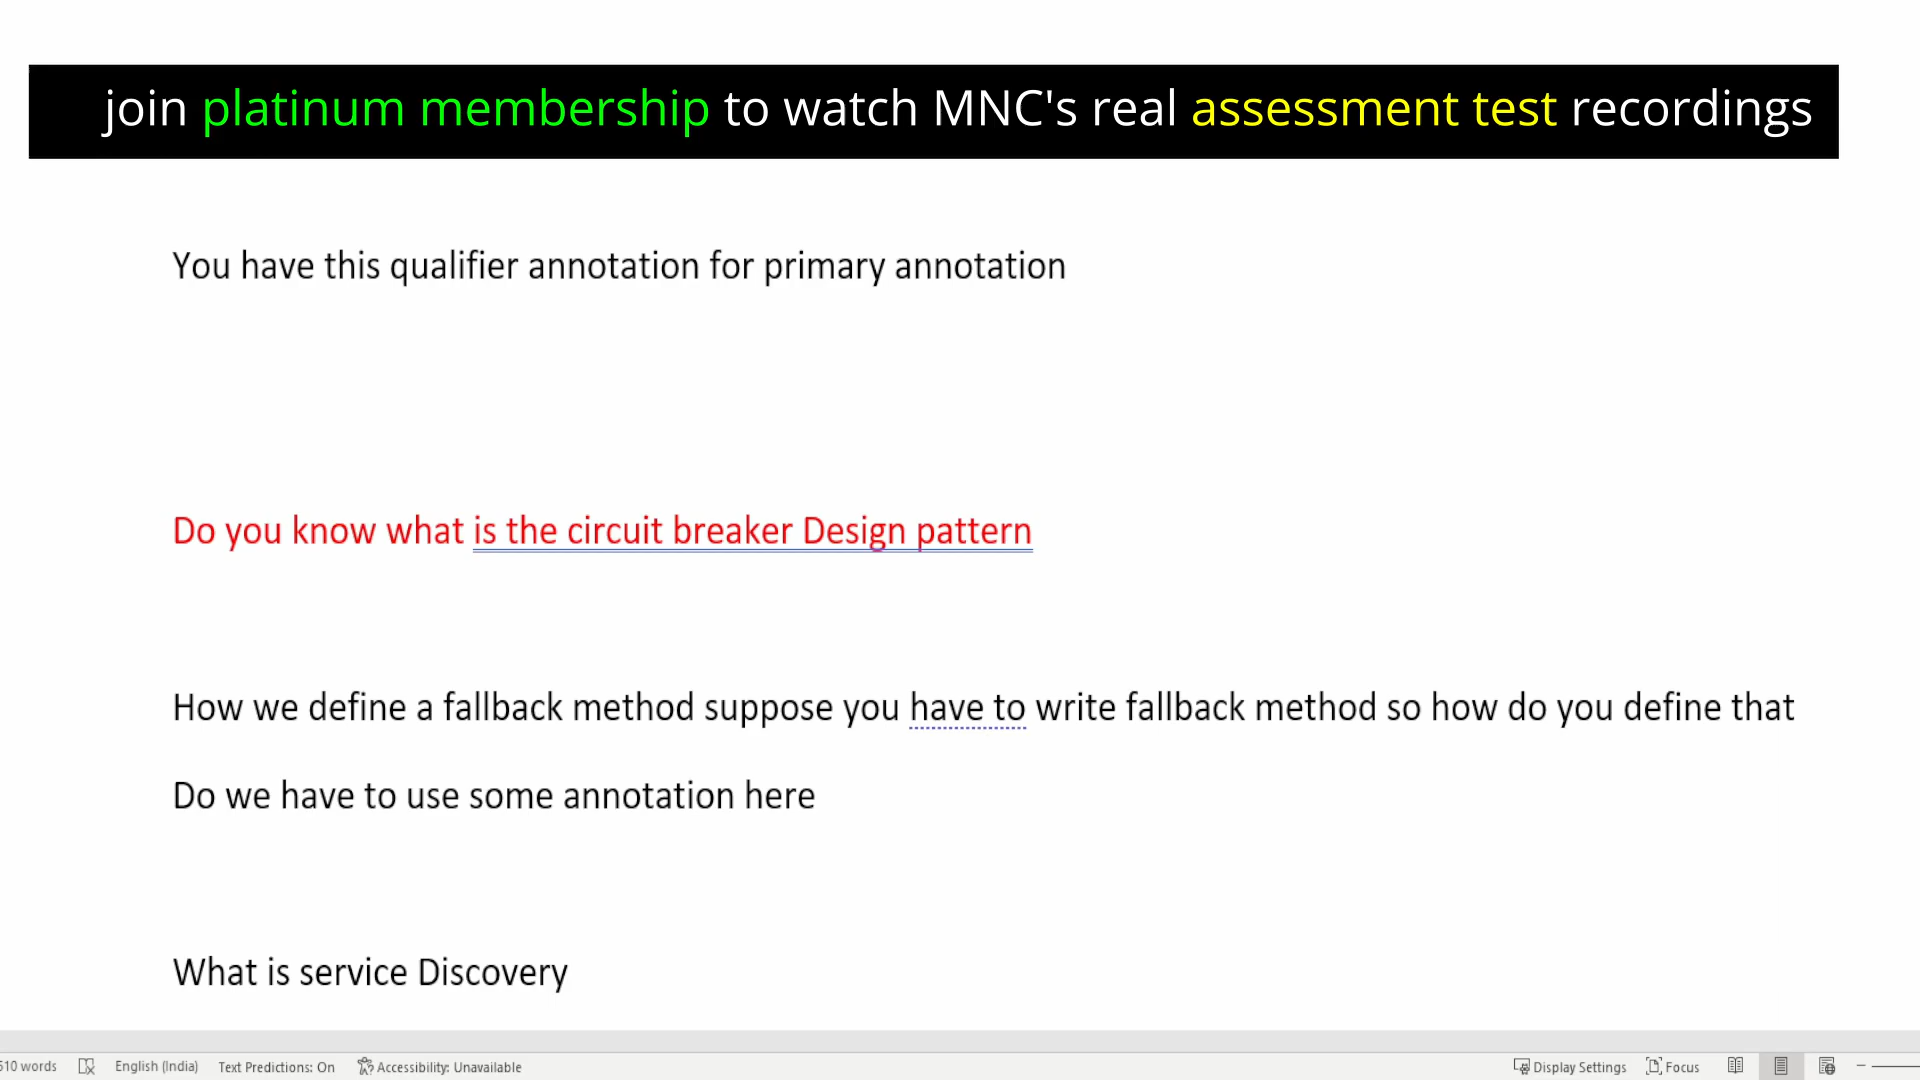 join platinum membership to watch MNC's real assessment test recordings
You have this qualifier annotation for primary annotation
Do you know what is the circuit breaker Design pattern
How we define a fallback method suppose you have to write fallback method so how do you define that
Do we have to use some annotation here
What is service Discovery
510 words English (India) Text Predictions: On Accessibility: Unavailable Display Settings Focus